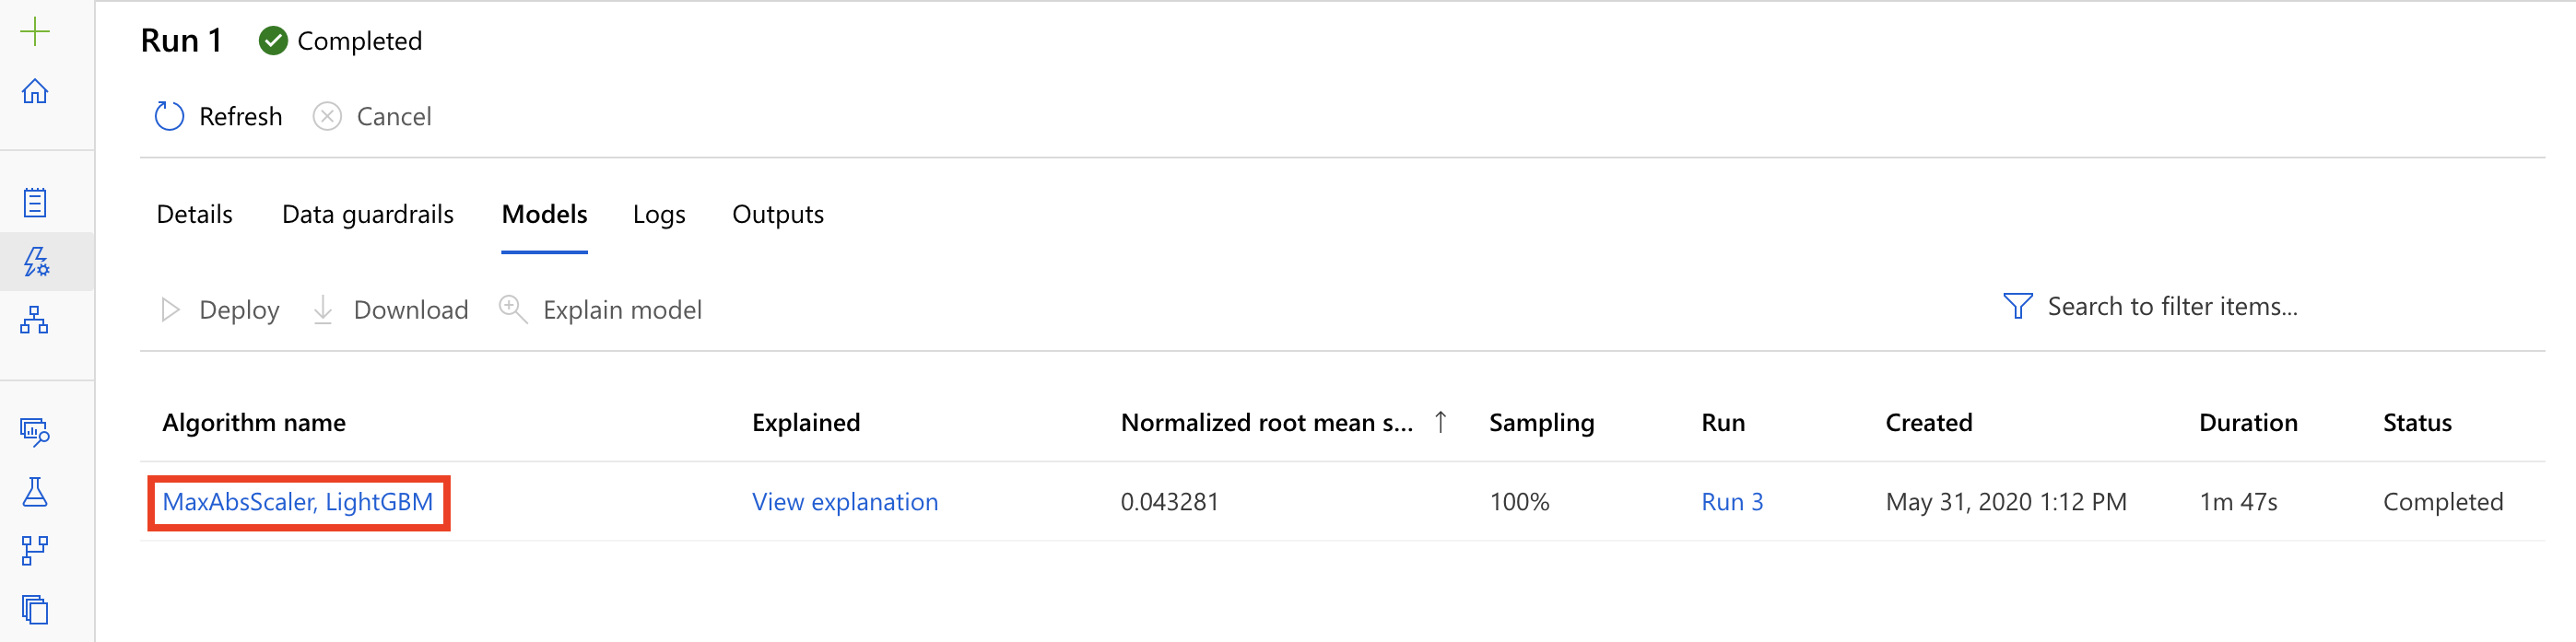 Run 1 Completed
Refresh Cancel
Details Data guardrails Models Logs Outputs
Deploy Download Explain model Search to filter items...
Algorithm name Explained Normalized root mean s... ↑ Sampling Run Created Duration Status
MaxAbsScaler, LightGBM View explanation 0.043281 100% Run 3 May 31, 2020 1:12 PM 1m 47s Completed